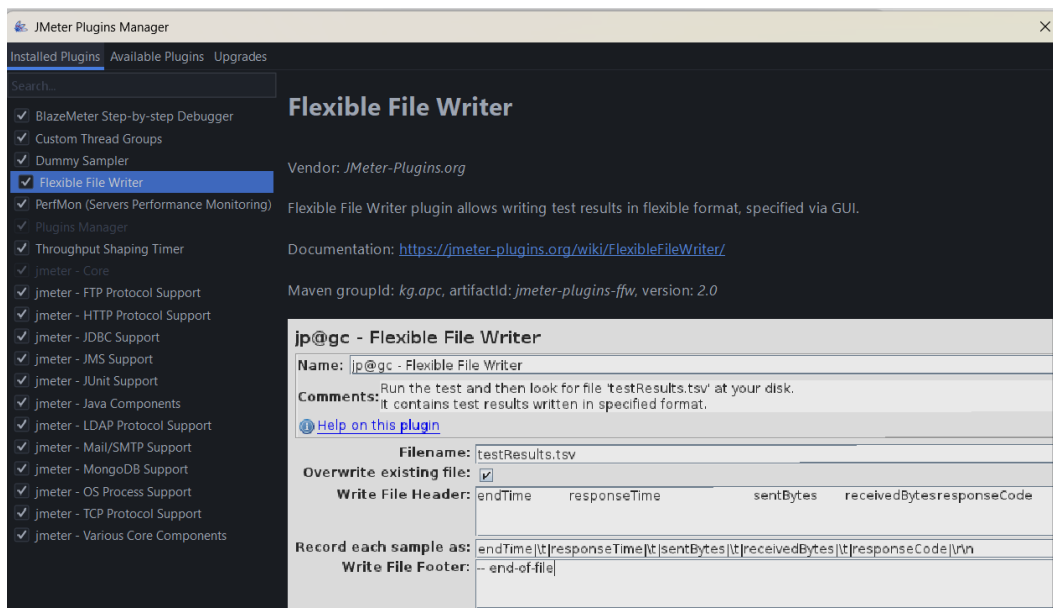 JMeter Plugins Manager
Installed Plugins Available Plugins Upgrades
Search...
BlazeMeter Step-by-step Debugger
Custom Thread Groups
Dummy Sampler
Flexible File Writer
PerfMon (Servers Performance Monitoring)
Plugins Manager
Throughput Shaping Timer
jmeter - Core
jmeter - FTP Protocol Support
jmeter - HTTP Protocol Support
jmeter - JDBC Support
jmeter - JMS Support
jmeter - JUnit Support
jmeter - Java Components
jmeter - LDAP Protocol Support
jmeter - Mail/SMTP Support
jmeter - MongoDB Support
jmeter - OS Process Support
jmeter - TCP Protocol Support
jmeter - Various Core Components
Flexible File Writer
Vendor: JMeter-Plugins.org
Flexible File Writer plugin allows writing test results in flexible format, specified via GUI.
Documentation: https://jmeter-plugins.org/wiki/FlexibleFileWriter/
Maven groupId: kg.apc, artifactId: jmeter-plugins-ffw, version: 2.0
jp@gc - Flexible File Writer
Name: jp@gc - Flexible File Writer
Comments: Run the test and then look for file 'testResults.tsv' at your disk.
It contains test results written in specified format.
Help on this plugin
Filename: testResults.tsv
Overwrite existing file:
Write File Header: endTime responseTime sentBytes receivedBytesresponseCode
Record each sample as: endTime|\t|responseTime|\t|sentBytes|\t|receivedBytes|\t|responseCode|\r\n
Write File Footer: -- end-of-file